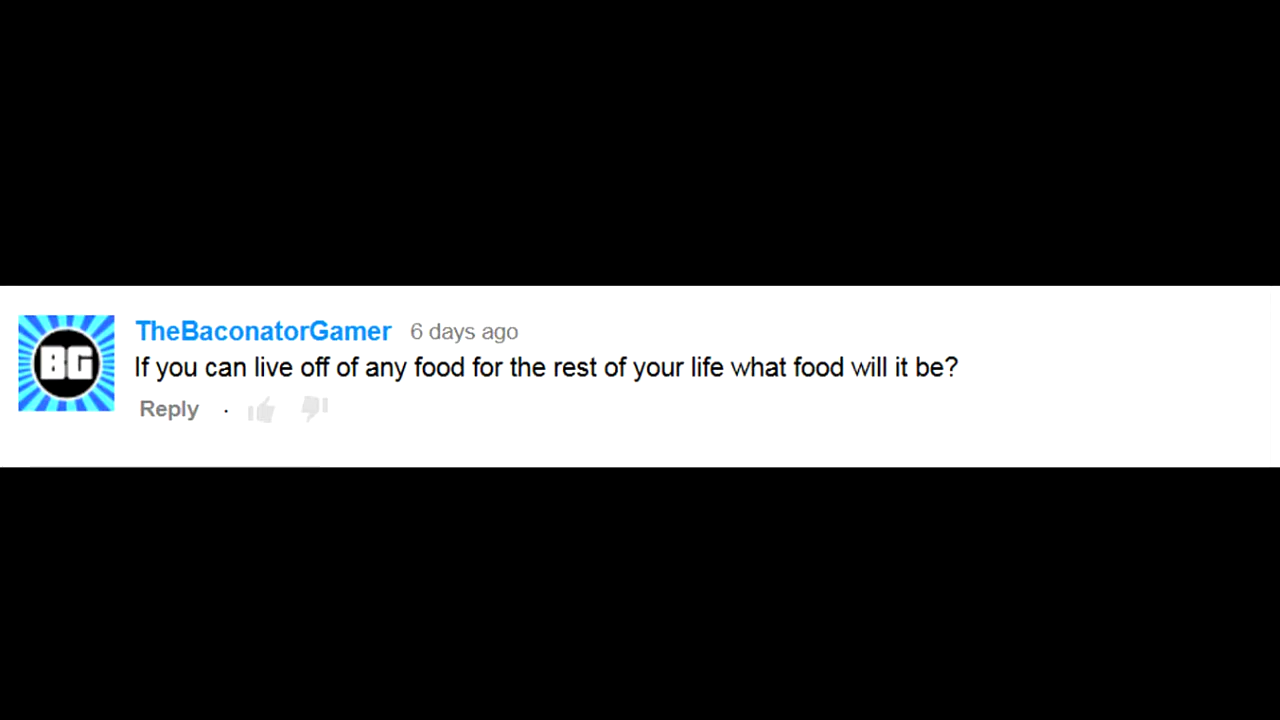 BG
TheBaconatorGamer 6 days ago
If you can live off of any food for the rest of your life what food will it be?
Reply ·